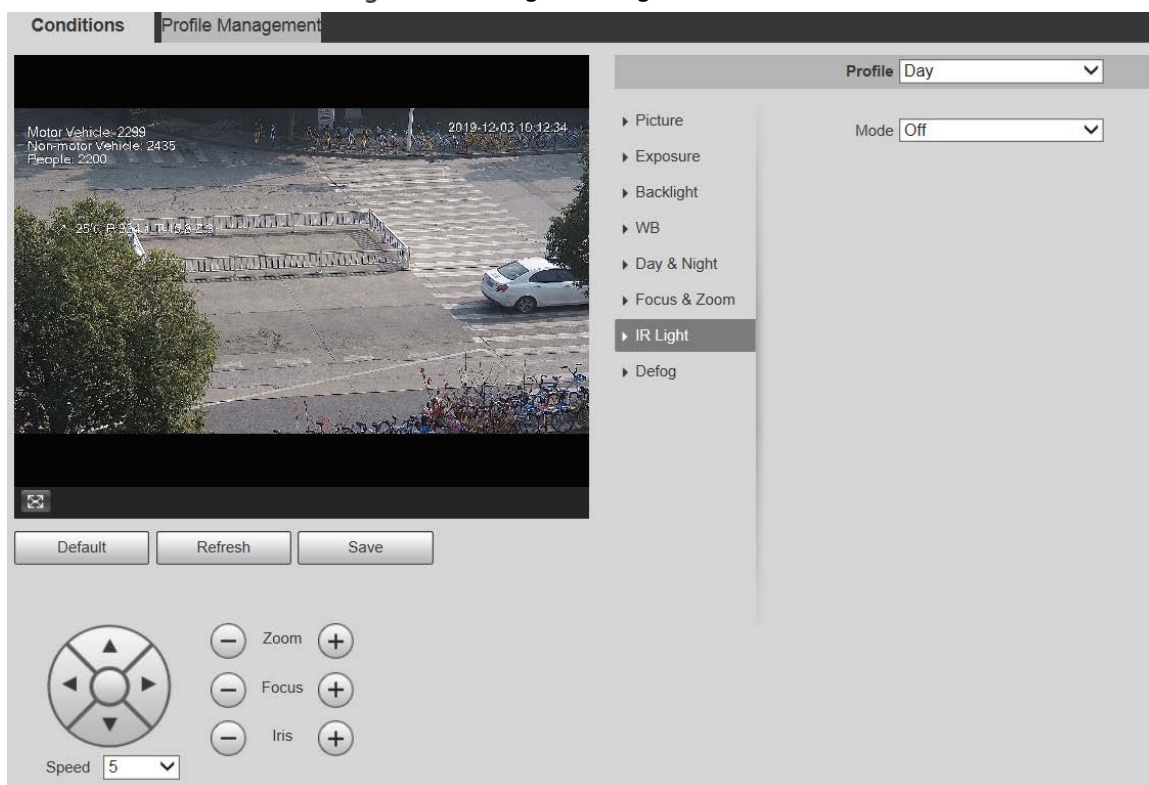 Conditions
Profile Management
Profile Day
Motor Vehicle: 2299
Non-motor Vehicle: 2435
People: 2200
2019-12-03 10:12:34
25℃
Picture
Exposure
Backlight
WB
Day & Night
Focus & Zoom
IR Light
Defog
Mode Off
Default
Refresh
Save
Zoom
Focus
Iris
Speed 5